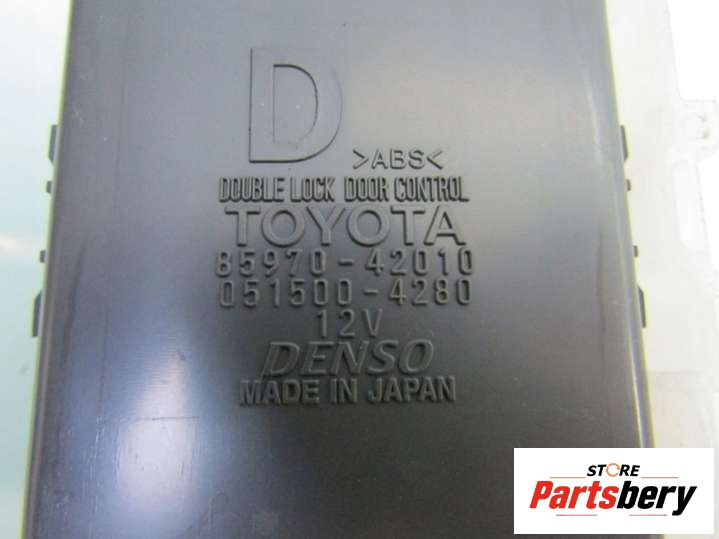 D
>ABS<
DOUBLE LOCK DOOR CONTROL
TOYOTA
85970-42010
051500-4280
12V
DENSO
MADE IN JAPAN
STORE
Partsbery